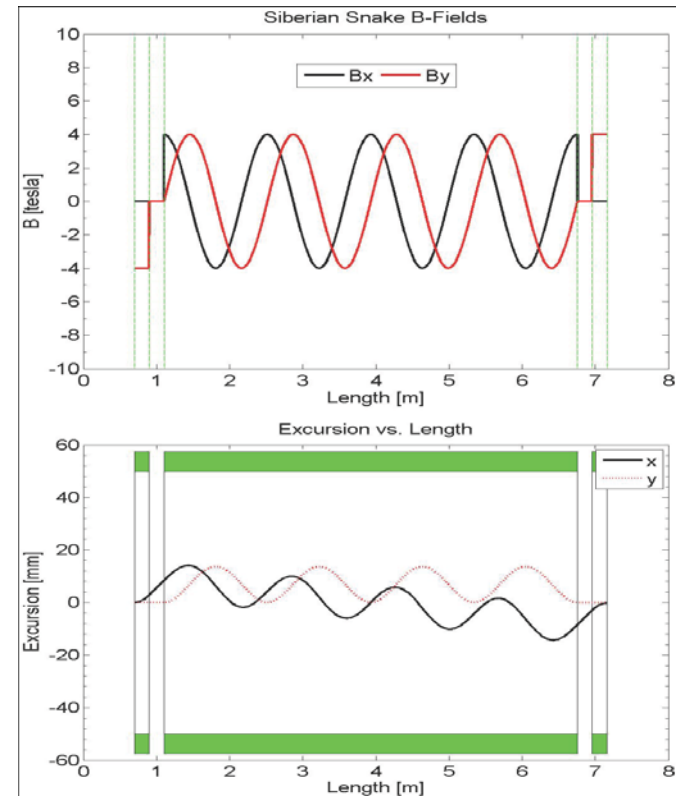 Siberian Snake B-Fields
10
8
6
4
2
0
-2
-4
-6
-8
-10
B [tesla]
Bx By
0 1 2 3 4 5 6 7 8
Length [m]
Excursion vs. Length
60
40
20
0
-20
-40
-60
Excursion [mm]
x
y
0 1 2 3 4 5 6 7 8
Length [m]